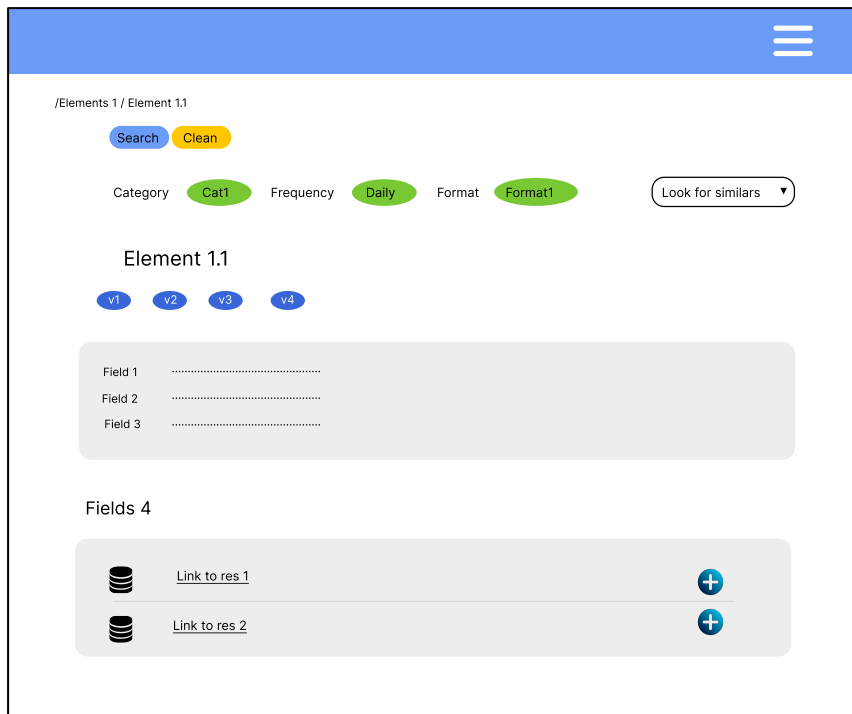 /Elements 1 / Element 1.1
Search Clean
Category Cat1 Frequency Daily Format Format1 Look for similars
Element 1.1
v1 v2 v3 v4
Field 1 ................................................
Field 2 ................................................
Field 3 ................................................
Fields 4
Link to res 1
Link to res 2